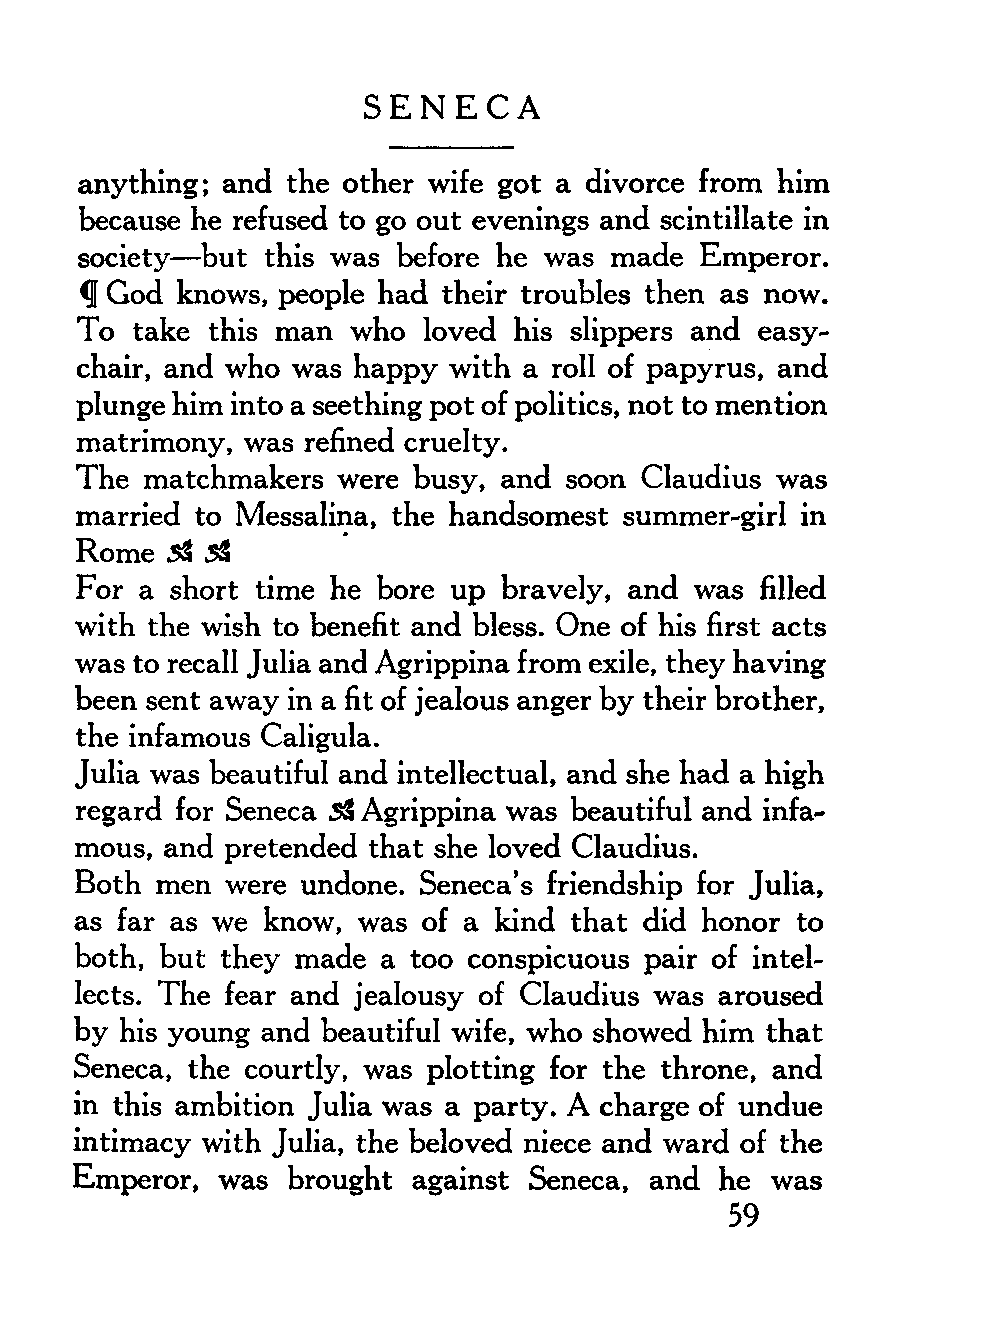 SENECA
anything; and the other wife got a divorce from him
because he refused to go out evenings and scintillate in
society—but this was before he was made Emperor.
¶ God knows, people had their troubles then as now.
To take this man who loved his slippers and easy-
chair, and who was happy with a roll of papyrus, and
plunge him into a seething pot of politics, not to mention
matrimony, was refined cruelty.
The matchmakers were busy, and soon Claudius was
married to Messalina, the handsomest summer-girl in
Rome
For a short time he bore up bravely, and was filled
with the wish to benefit and bless. One of his first acts
was to recall Julia and Agrippina from exile, they having
been sent away in a fit of jealous anger by their brother,
the infamous Caligula.
Julia was beautiful and intellectual, and she had a high
regard for Seneca Agrippina was beautiful and infa-
mous, and pretended that she loved Claudius.
Both men were undone. Seneca's friendship for Julia,
as far as we know, was of a kind that did honor to
both, but they made a too conspicuous pair of intel-
lects. The fear and jealousy of Claudius was aroused
by his young and beautiful wife, who showed him that
Seneca, the courtly, was plotting for the throne, and
in this ambition Julia was a party. A charge of undue
intimacy with Julia, the beloved niece and ward of the
Emperor, was brought against Seneca, and he was
59